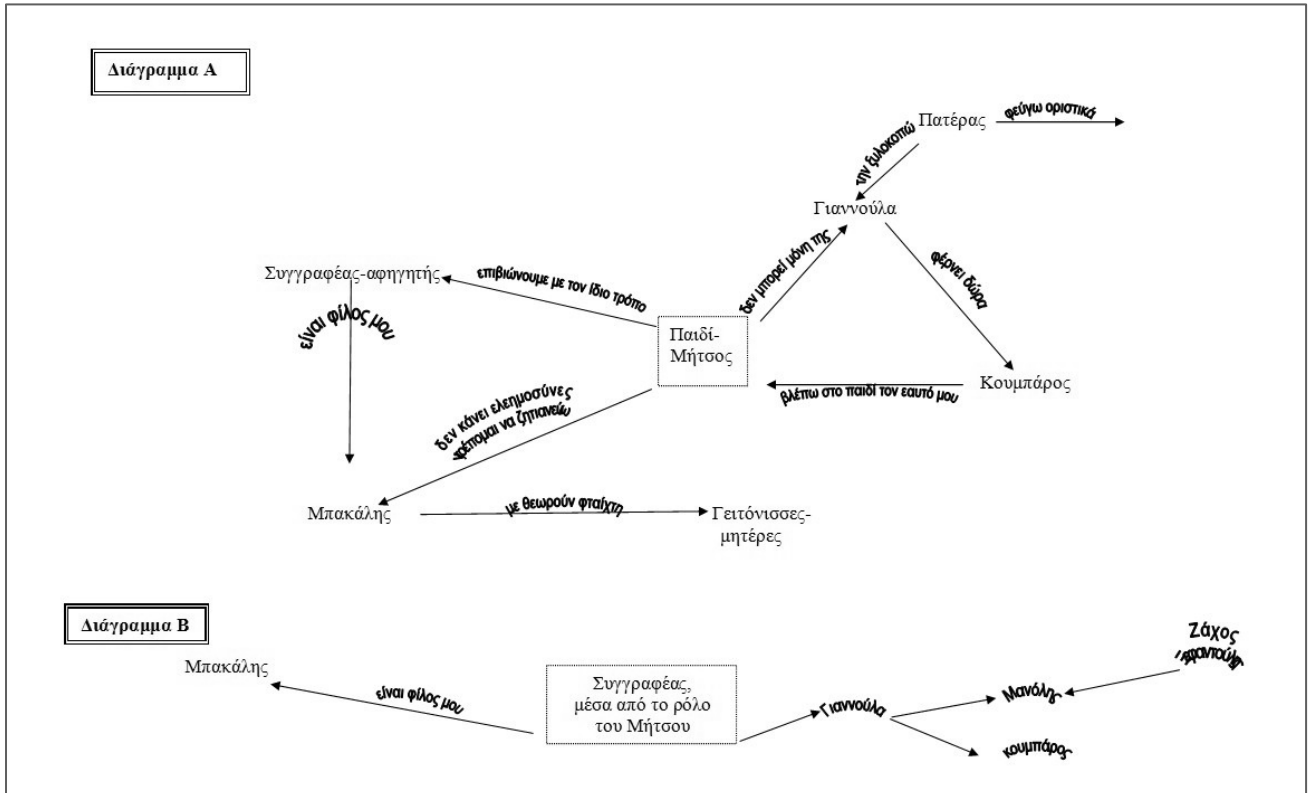 Διάγραμμα Α
Πατέρας
φεύγω οριστικά
την ξυλοκοπώ
Γιαννούλα
δεν μπορεί μόνη της
φέρνει δώρα
Συγγραφέας-αφηγητής
επιβιώνουμε με τον ίδιο τρόπο
είναι φίλος μου
Παιδί-
Μήτσος
Κουμπάρος
βλέπω στο παιδί τον εαυτό μου
δεν κάνει ελεημοσύνες
ντρέπομαι να ζητιανεύω
Μπακάλης
με θεωρούν φταίχτη
Γειτόνισσες-
μητέρες
Διάγραμμα Β
Μπακάλης
είναι φίλος μου
Συγγραφέας,
μέσα από το ρόλο
του Μήτσου
Γιαννούλα
Μανόλης
κουμπάρος
Ζάχος